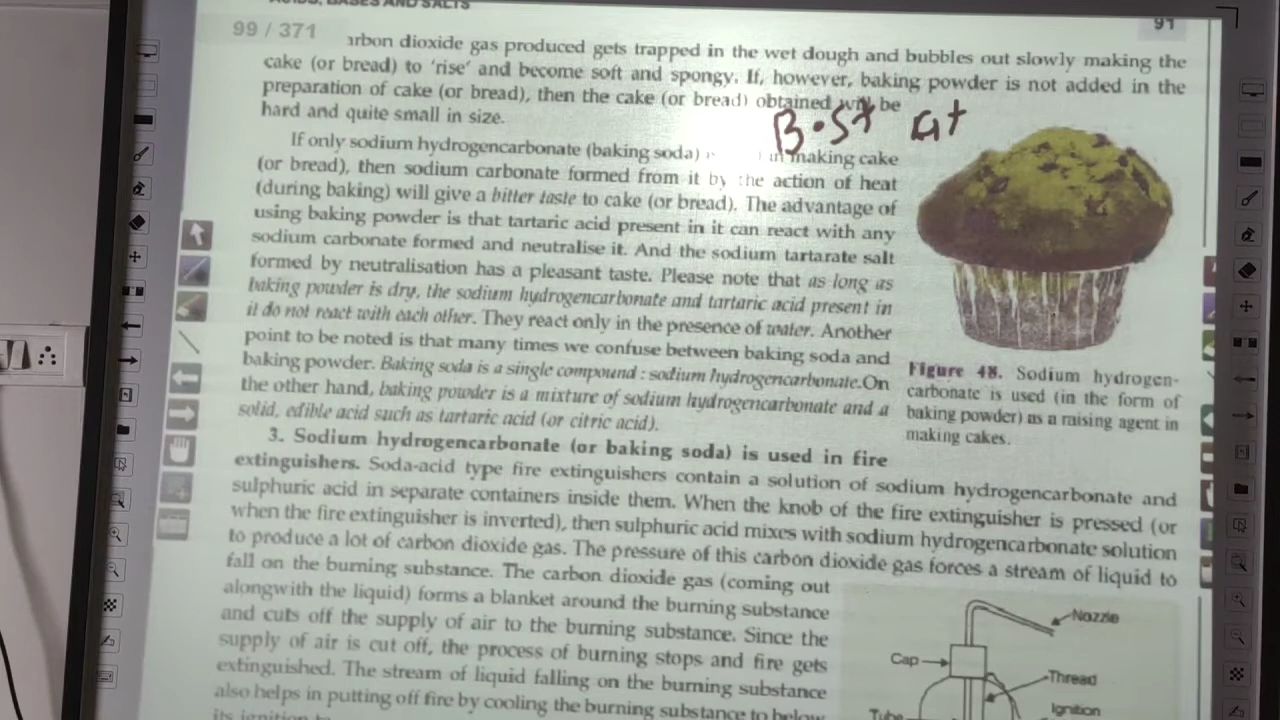 ACIDS, BASES AND SALTS
91
99 / 371
arbon dioxide gas produced gets trapped in the wet dough and bubbles out slowly making the
cake (or bread) to 'rise' and become soft and spongy. If, however, baking powder is not added in the
preparation of cake (or bread), then the cake (or bread) obtained will be
hard and quite small in size.
If only sodium hydrogencarbonate (baking soda) in making cake
(or bread), then sodium carbonate formed from it by the action of heat
(during baking) will give a bitter taste to cake (or bread). The advantage of
using baking powder is that tartaric acid present in it can react with any
sodium carbonate formed and neutralise it. And the sodium tartarate salt
formed by neutralisation has a pleasant taste. Please note that as long as
baking powder is dry, the sodium hydrogencarbonate and tartaric acid present in
it do not react with each other. They react only in the presence of water. Another
point to be noted is that many times we confuse between baking soda and
baking powder. Baking soda is a single compound : sodium hydrogencarbonate.On
the other hand, baking powder is a mixture of sodium hydrogencarbonate and a
solid, edible acid such as tartaric acid (or citric acid).
Figure 48. Sodium hydrogen-
carbonate is used (in the form of
baking powder) as a raising agent in
making cakes.
3. Sodium hydrogencarbonate (or baking soda) is used in fire
extinguishers. Soda-acid type fire extinguishers contain a solution of sodium hydrogencarbonate and
sulphuric acid in separate containers inside them. When the knob of the fire extinguisher is pressed (or
when the fire extinguisher is inverted), then sulphuric acid mixes with sodium hydrogencarbonate solution
to produce a lot of carbon dioxide gas. The pressure of this carbon dioxide gas forces a stream of liquid to
fall on the burning substance. The carbon dioxide gas (coming out
alongwith the liquid) forms a blanket around the burning substance
and cuts off the supply of air to the burning substance. Since the
supply of air is cut off, the process of burning stops and fire gets
extinguished. The stream of liquid falling on the burning substance
also helps in putting off fire by cooling the burning substance to below
its ignition
Nozzle
Cap
Thread
Ignition
Tube